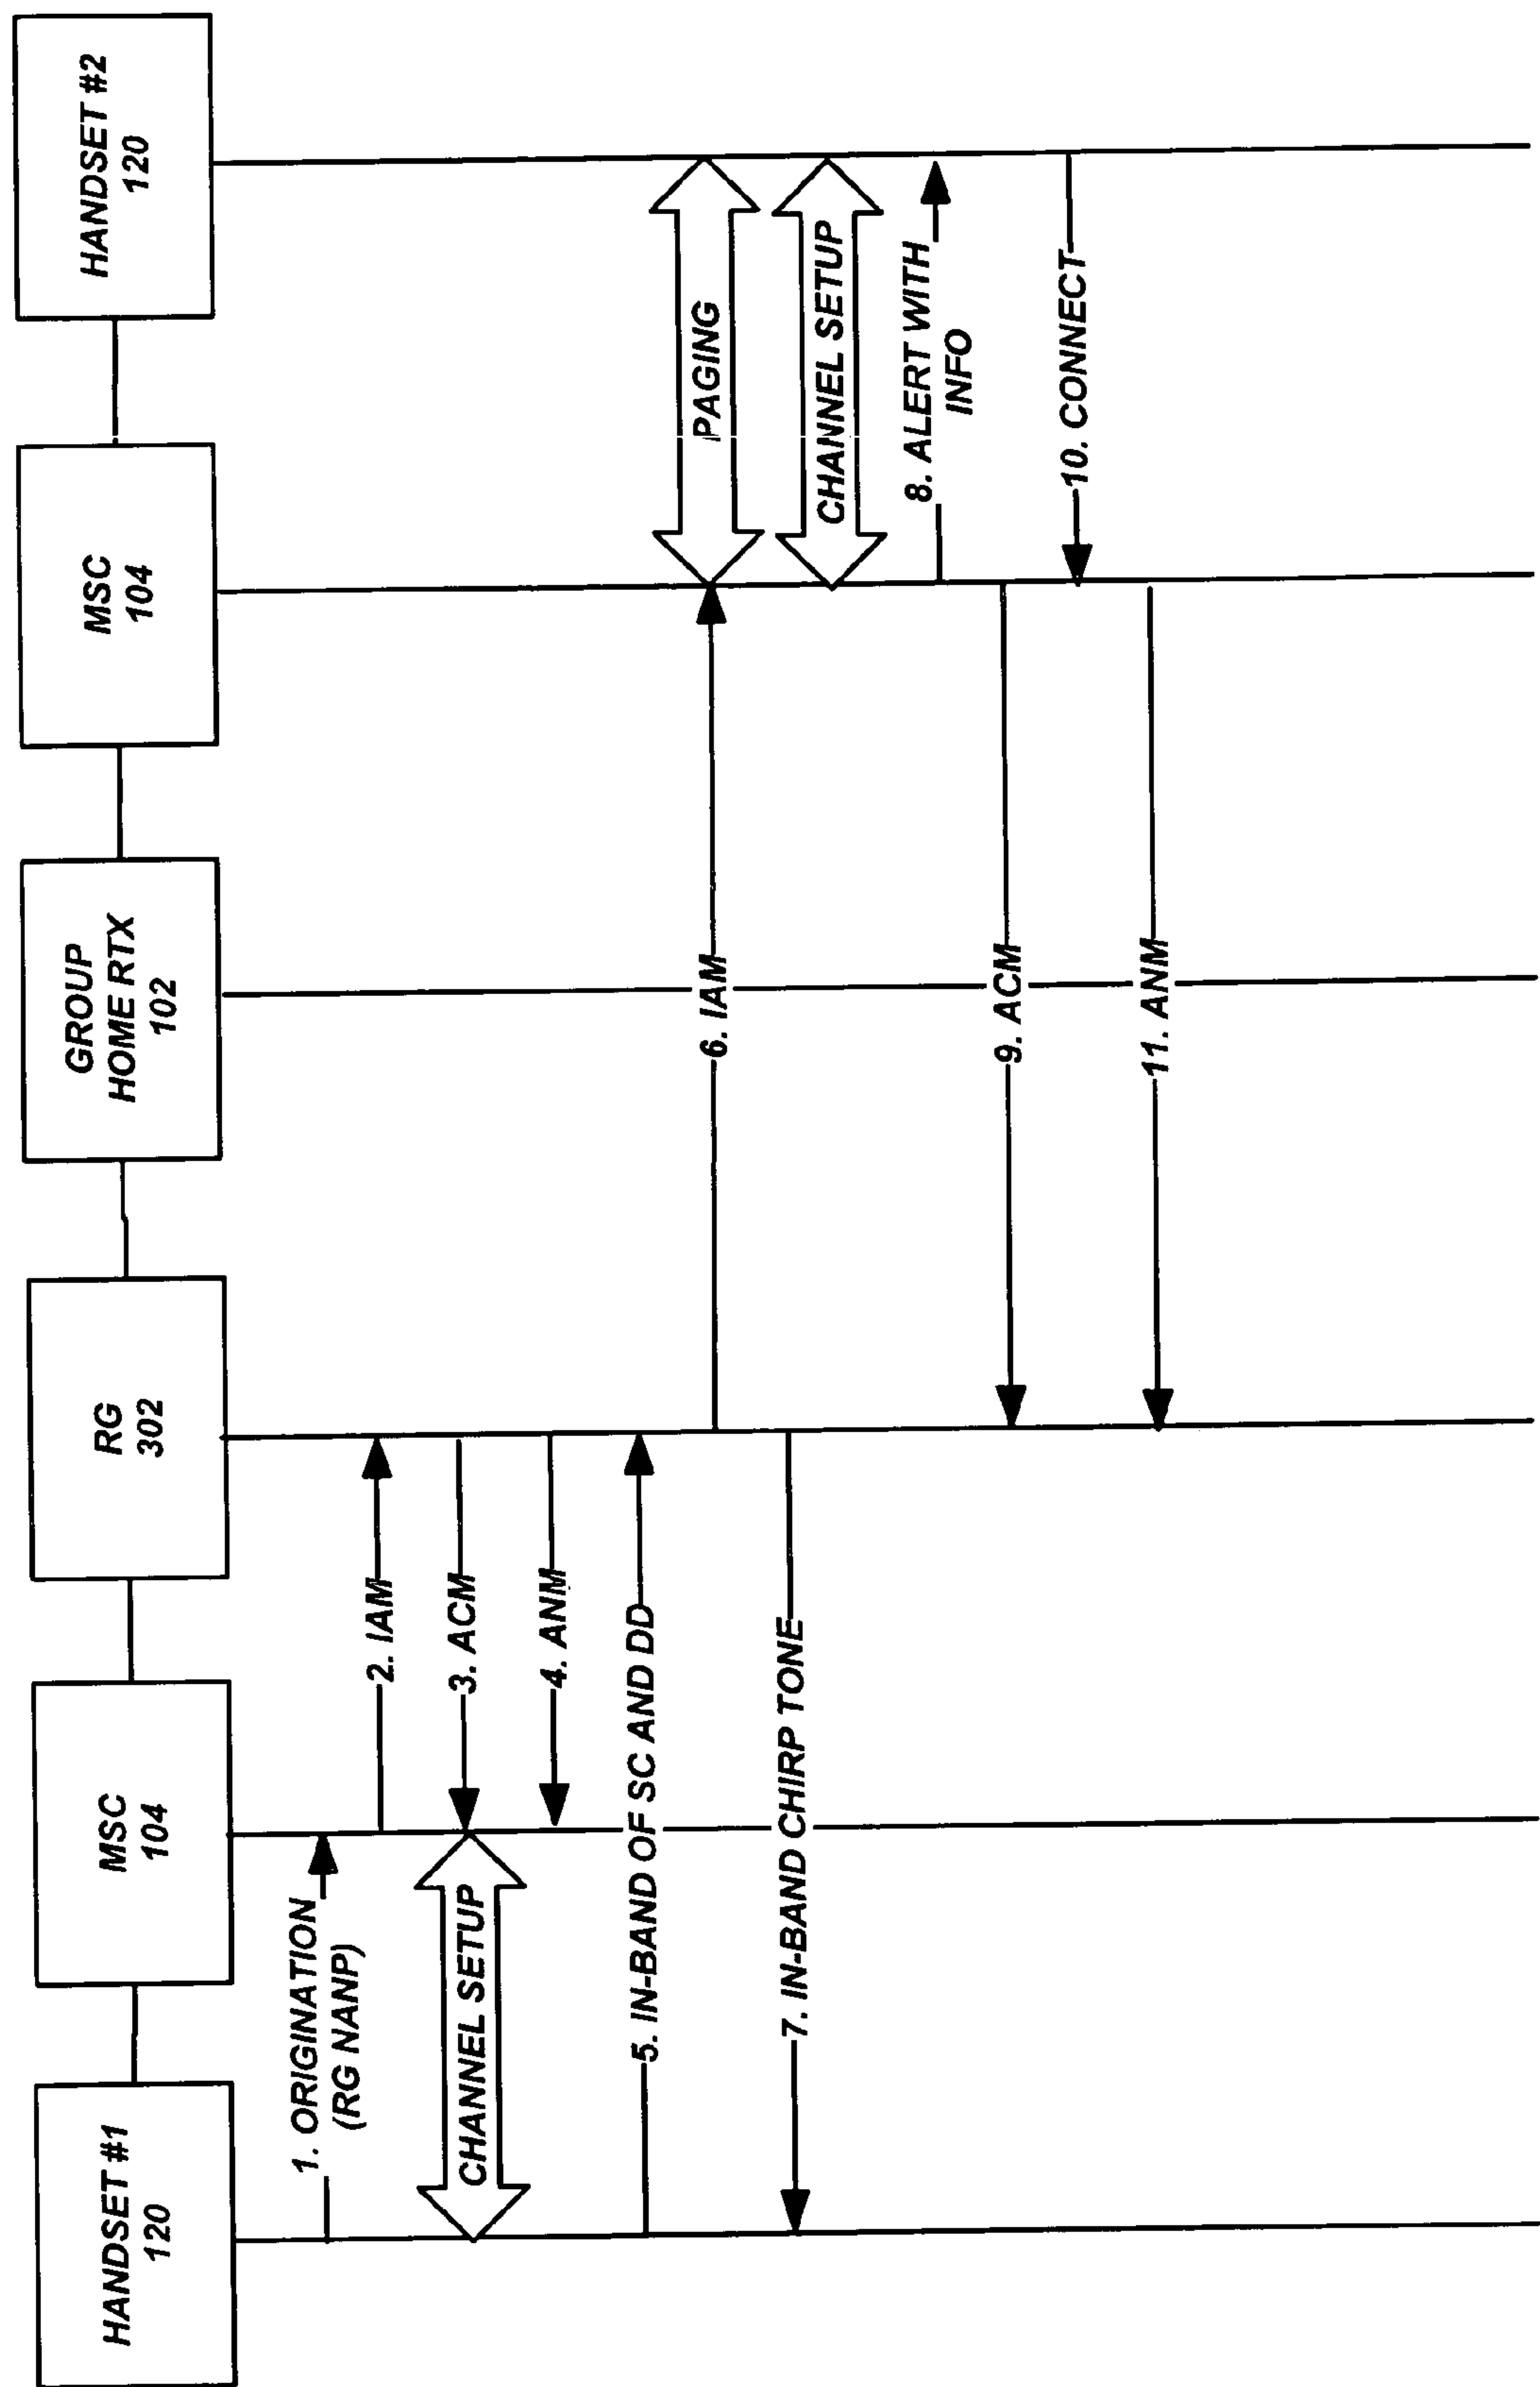 HANDSET #1
120
MSC
104
RG
302
GROUP
HOME RTX
102
MSC
104
HANDSET #2
120
1. ORIGINATION
(RG NANP)
2. IAM
CHANNEL SETUP
3. ACM
4. ANM
5. IN-BAND OF SC AND DD
6. IAM
PAGING
7. IN-BAND CHIRP TONE
CHANNEL SETUP
8. ALERT WITH
INFO
9. ACM
10. CONNECT
11. ANM